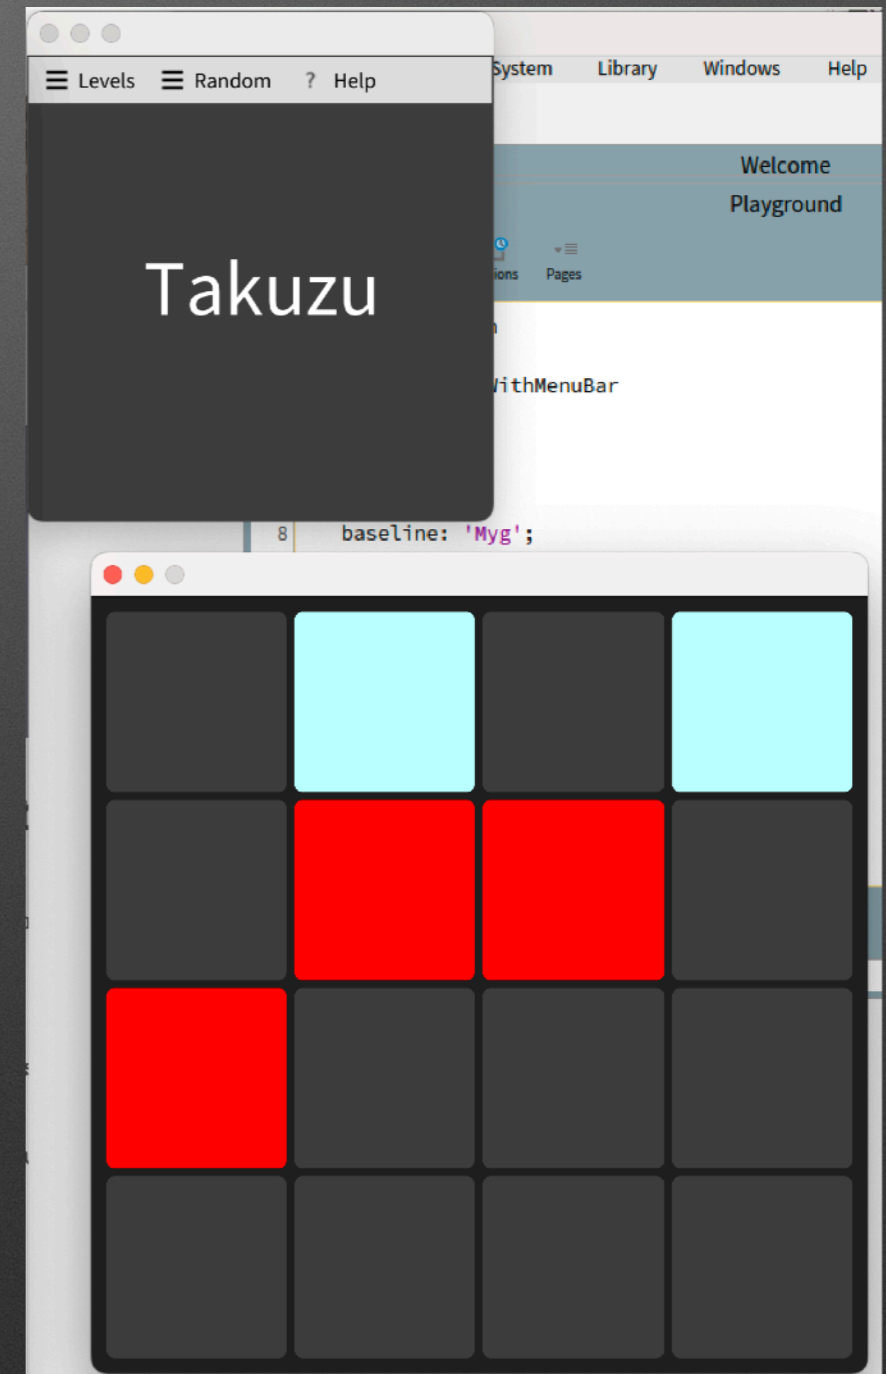 Levels Random ? Help
System Library Windows Help
Welcome
Playground
Pages
Takuzu
WithMenuBar
8 baseline: 'Myg';